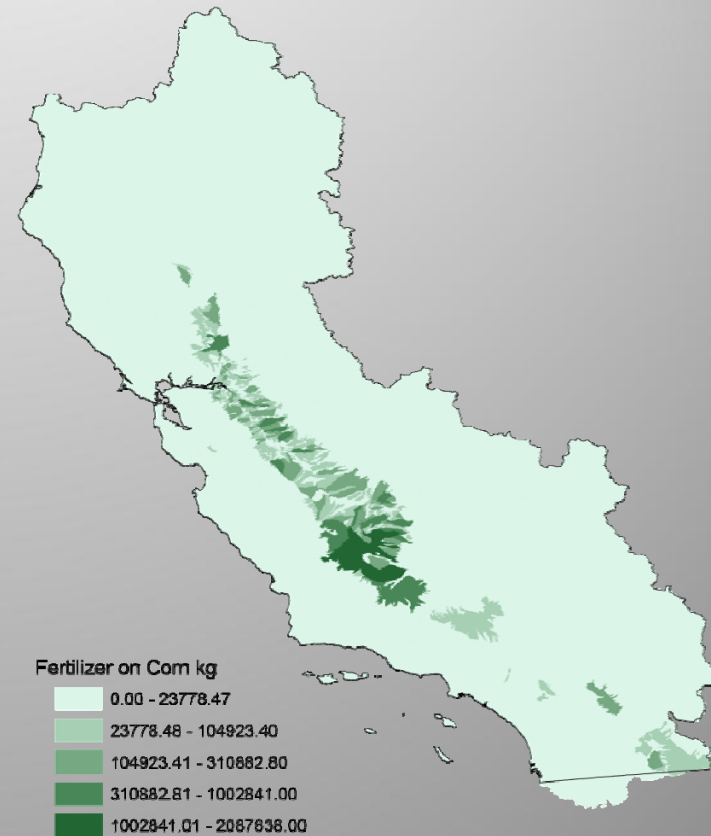 Fertilizer on Corn kg
0.00 - 23778.47
23778.48 - 104923.40
104923.41 - 310882.80
310882.81 - 1002841.00
1002841.01 - 2087638.00